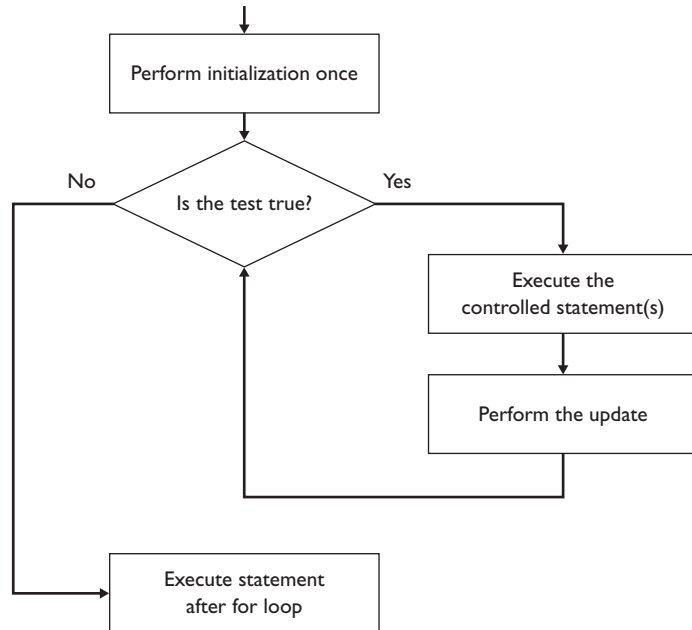 Perform initialization once
No
Yes
Is the test true?
Execute the
controlled statement(s)
Perform the update
Execute statement
after for loop